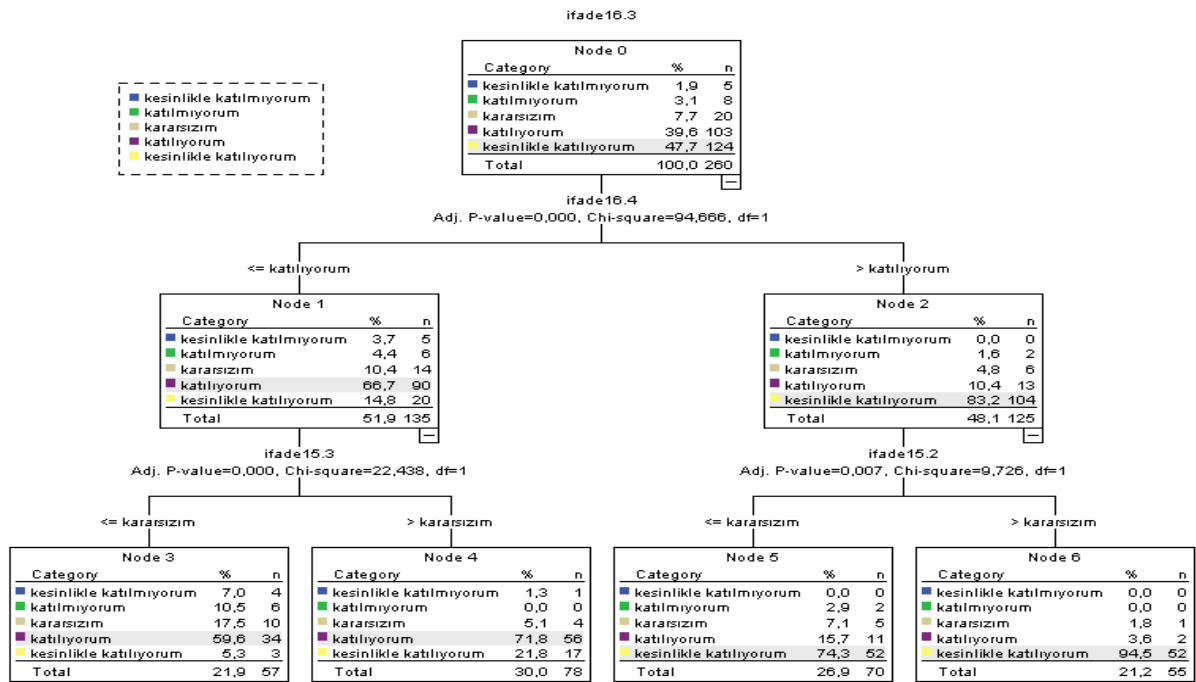 ifade16.3
Node 0
Category % n
kesinlikle katılmıyorum 1,9 5
katılmıyorum 3,1 8
kararsızım 7,7 20
katılıyorum 39,6 103
kesinlikle katılıyorum 47,7 124
Total 100,0 260
kesinlikle katılmıyorum
katılmıyorum
kararsızım
katılıyorum
kesinlikle katılıyorum
ifade16.4
Adj. P-value=0,000, Chi-square=94,666, df=1
<= katılıyorum
> katılıyorum
Node 1
Category % n
kesinlikle katılmıyorum 3,7 5
katılmıyorum 4,4 6
kararsızım 10,4 14
katılıyorum 66,7 90
kesinlikle katılıyorum 14,8 20
Total 51,9 135
Node 2
Category % n
kesinlikle katılmıyorum 0,0 0
katılmıyorum 1,6 2
kararsızım 4,8 6
katılıyorum 10,4 13
kesinlikle katılıyorum 83,2 104
Total 48,1 125
ifade15.3
Adj. P-value=0,000, Chi-square=22,438, df=1
ifade15.2
Adj. P-value=0,007, Chi-square=9,726, df=1
<= kararsızım
> kararsızım
<= kararsızım
> kararsızım
Node 3
Category % n
kesinlikle katılmıyorum 7,0 4
katılmıyorum 10,5 6
kararsızım 17,5 10
katılıyorum 59,6 34
kesinlikle katılıyorum 5,3 3
Total 21,9 57
Node 4
Category % n
kesinlikle katılmıyorum 1,3 1
katılmıyorum 0,0 0
kararsızım 5,1 4
katılıyorum 71,8 56
kesinlikle katılıyorum 21,8 17
Total 30,0 78
Node 5
Category % n
kesinlikle katılmıyorum 0,0 0
katılmıyorum 2,9 2
kararsızım 7,1 5
katılıyorum 15,7 11
kesinlikle katılıyorum 74,3 52
Total 26,9 70
Node 6
Category % n
kesinlikle katılmıyorum 0,0 0
katılmıyorum 0,0 0
kararsızım 1,8 1
katılıyorum 3,6 2
kesinlikle katılıyorum 94,5 52
Total 21,2 55